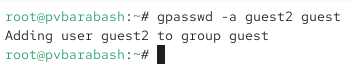 root@pvbarabash:~# gpasswd -a guest2 guest
Adding user guest2 to group guest
root@pvbarabash:~#